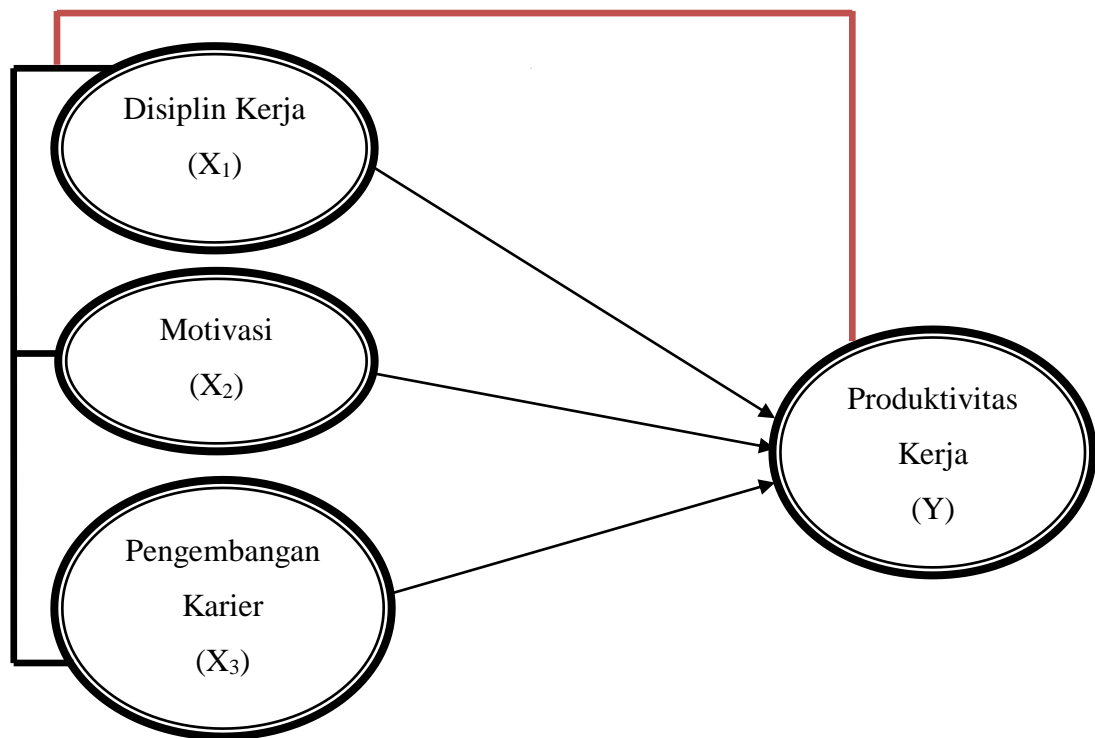 Disiplin Kerja
(X₁)
Motivasi
(X₂)
Pengembangan
Karier
(X₃)
Produktivitas
Kerja
(Y)